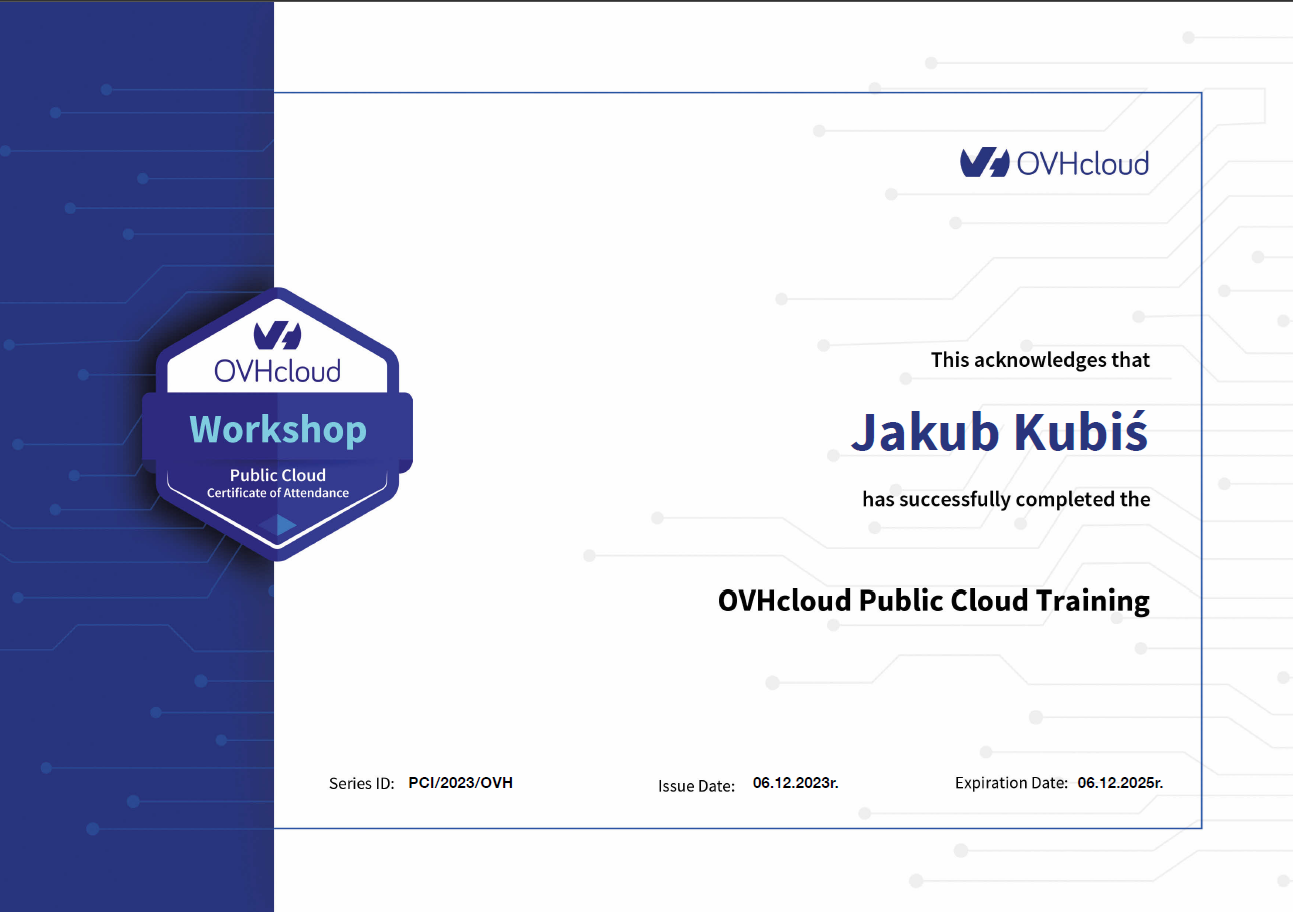 OVHcloud
This acknowledges that
Jakub Kubiś
has successfully completed the
OVHcloud Public Cloud Training
OVHcloud
Workshop
Public Cloud
Certificate of Attendance
Series ID: PCI/2023/OVH
Issue Date: 06.12.2023r.
Expiration Date: 06.12.2025r.